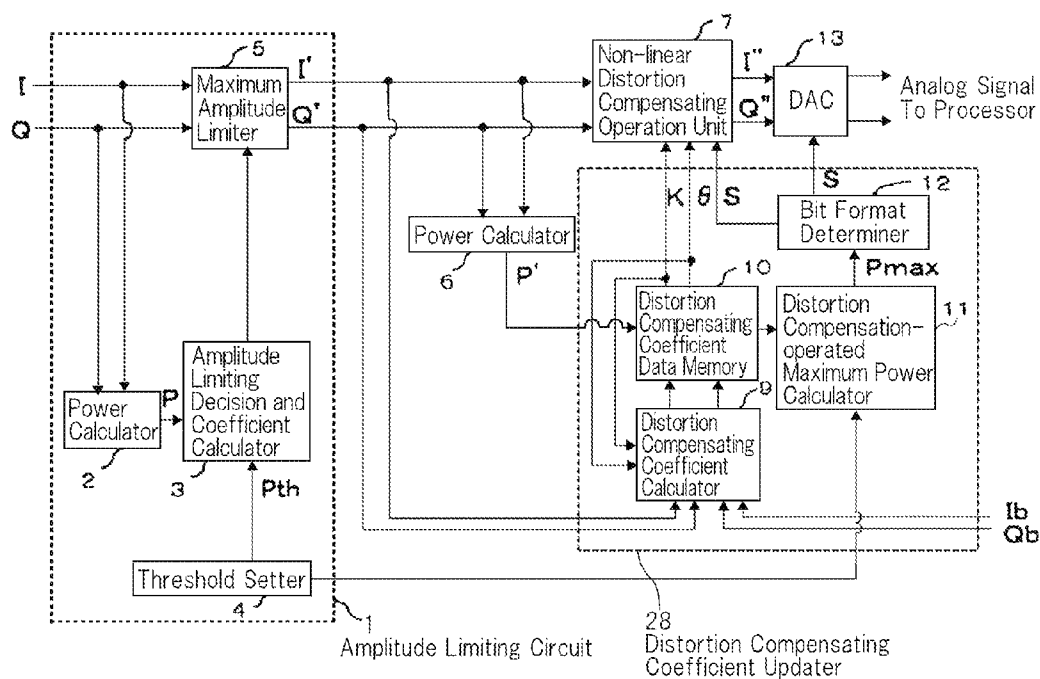 5
7
13
I
Maximum
Amplitude
Limiter
I'
Non-linear
Distortion
Compensating
Operation Unit
I"
DAC
Analog Signal
To Processor
Q
Q'
Q"
K θ S
S
12
Bit Format
Determiner
Power Calculator
6
P'
Pmax
10
Distortion
Compensating
Coefficient
Data Memory
Distortion
Compensation-
operated
Maximum Power
Calculator
11
Power
Calculator
2
P
Amplitude
Limiting
Decision and
Coefficient
Calculator
3
9
Distortion
Compensating
Coefficient
Calculator
Pth
Ib
Qb
Threshold Setter
4
1
Amplitude Limiting Circuit
28
Distortion Compensating
Coefficient Updater